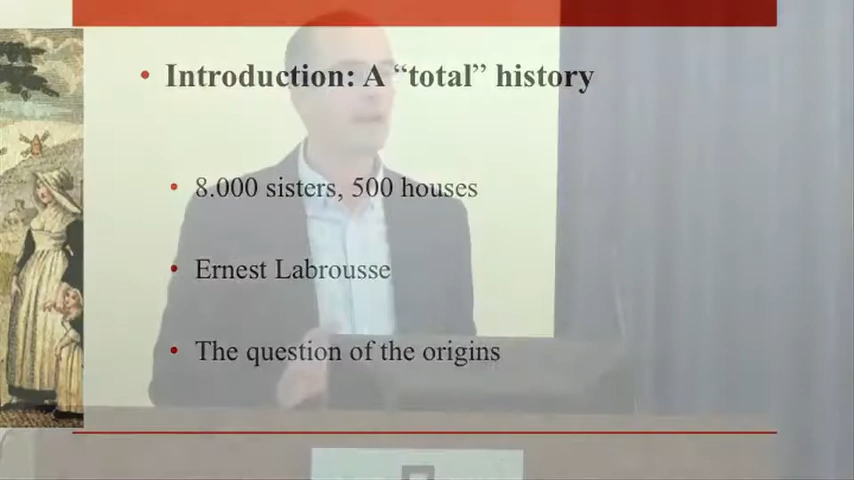 Introduction: A “total” history
8.000 sisters, 500 houses
Ernest Labrousse
The question of the origins